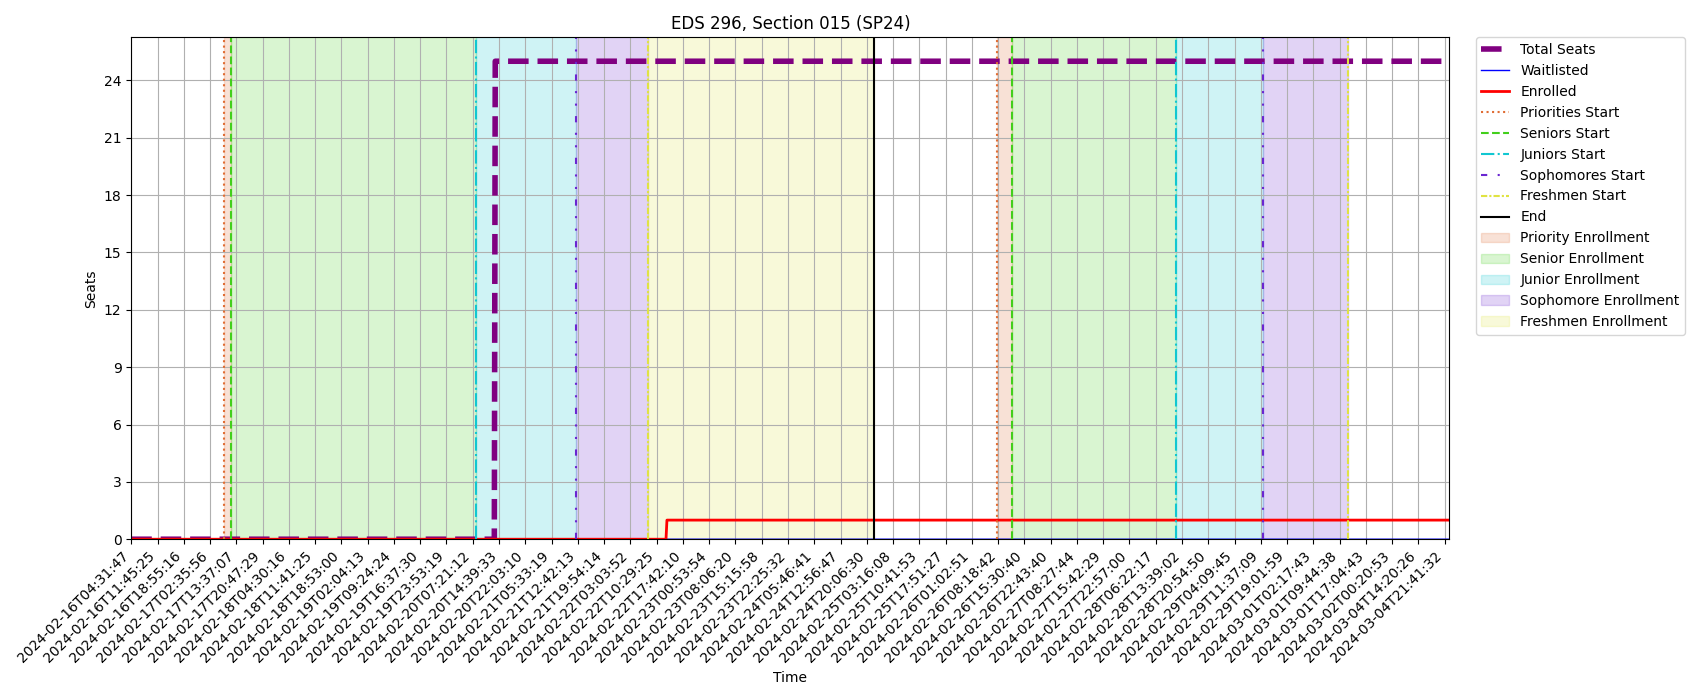 EDS 296, Section 015 (SP24)
Seats
24
21
18
15
12
9
6
3
0
2024-02-16T04:31:47
2024-02-16T11:45:25
2024-02-16T18:55:16
2024-02-17T02:35:56
2024-02-17T13:37:07
2024-02-17T20:47:29
2024-02-18T04:30:16
2024-02-18T11:41:25
2024-02-18T18:53:00
2024-02-19T02:04:13
2024-02-19T09:24:24
2024-02-19T16:37:30
2024-02-19T23:53:19
2024-02-20T07:21:12
2024-02-20T14:39:33
2024-02-20T22:03:10
2024-02-21T05:33:19
2024-02-21T12:42:13
2024-02-21T19:54:14
2024-02-22T03:03:52
2024-02-22T10:29:25
2024-02-22T17:42:10
2024-02-23T00:53:54
2024-02-23T08:06:20
2024-02-23T15:15:58
2024-02-23T22:25:32
2024-02-24T05:46:41
2024-02-24T12:56:47
2024-02-24T20:06:30
2024-02-25T03:16:08
2024-02-25T10:41:53
2024-02-25T17:51:27
2024-02-26T01:02:51
2024-02-26T08:18:42
2024-02-26T15:30:40
2024-02-26T22:43:40
2024-02-27T08:27:44
2024-02-27T15:42:29
2024-02-27T22:57:00
2024-02-28T06:22:17
2024-02-28T13:39:02
2024-02-28T20:54:50
2024-02-29T04:09:45
2024-02-29T11:37:09
2024-02-29T19:01:59
2024-03-01T02:17:43
2024-03-01T09:44:38
2024-03-01T17:04:43
2024-03-02T00:20:53
2024-03-04T14:20:26
2024-03-04T21:41:32
Time
Total Seats
Waitlisted
Enrolled
Priorities Start
Seniors Start
Juniors Start
Sophomores Start
Freshmen Start
End
Priority Enrollment
Senior Enrollment
Junior Enrollment
Sophomore Enrollment
Freshmen Enrollment